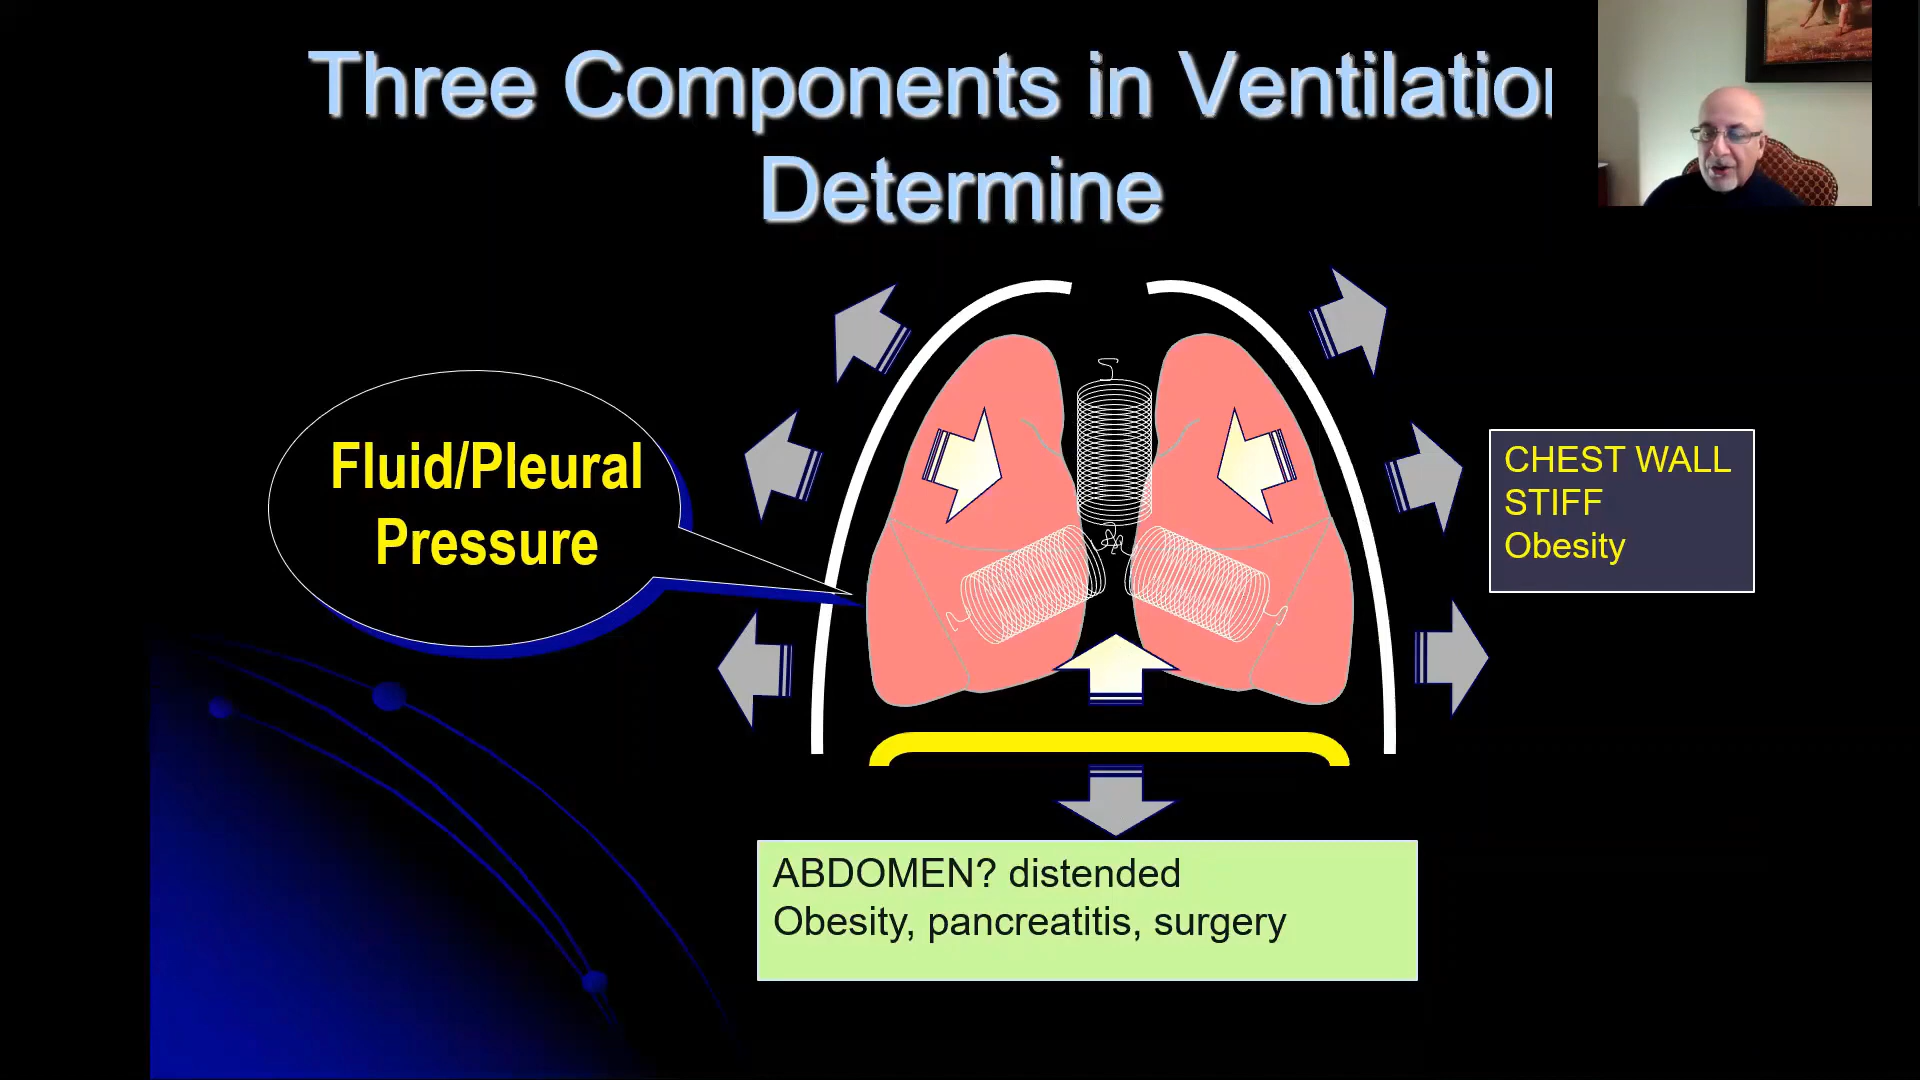 Three Components in Ventilation
Determine
Fluid/Pleural
Pressure
CHEST WALL
STIFF
Obesity
ABDOMEN? distended
Obesity, pancreatitis, surgery